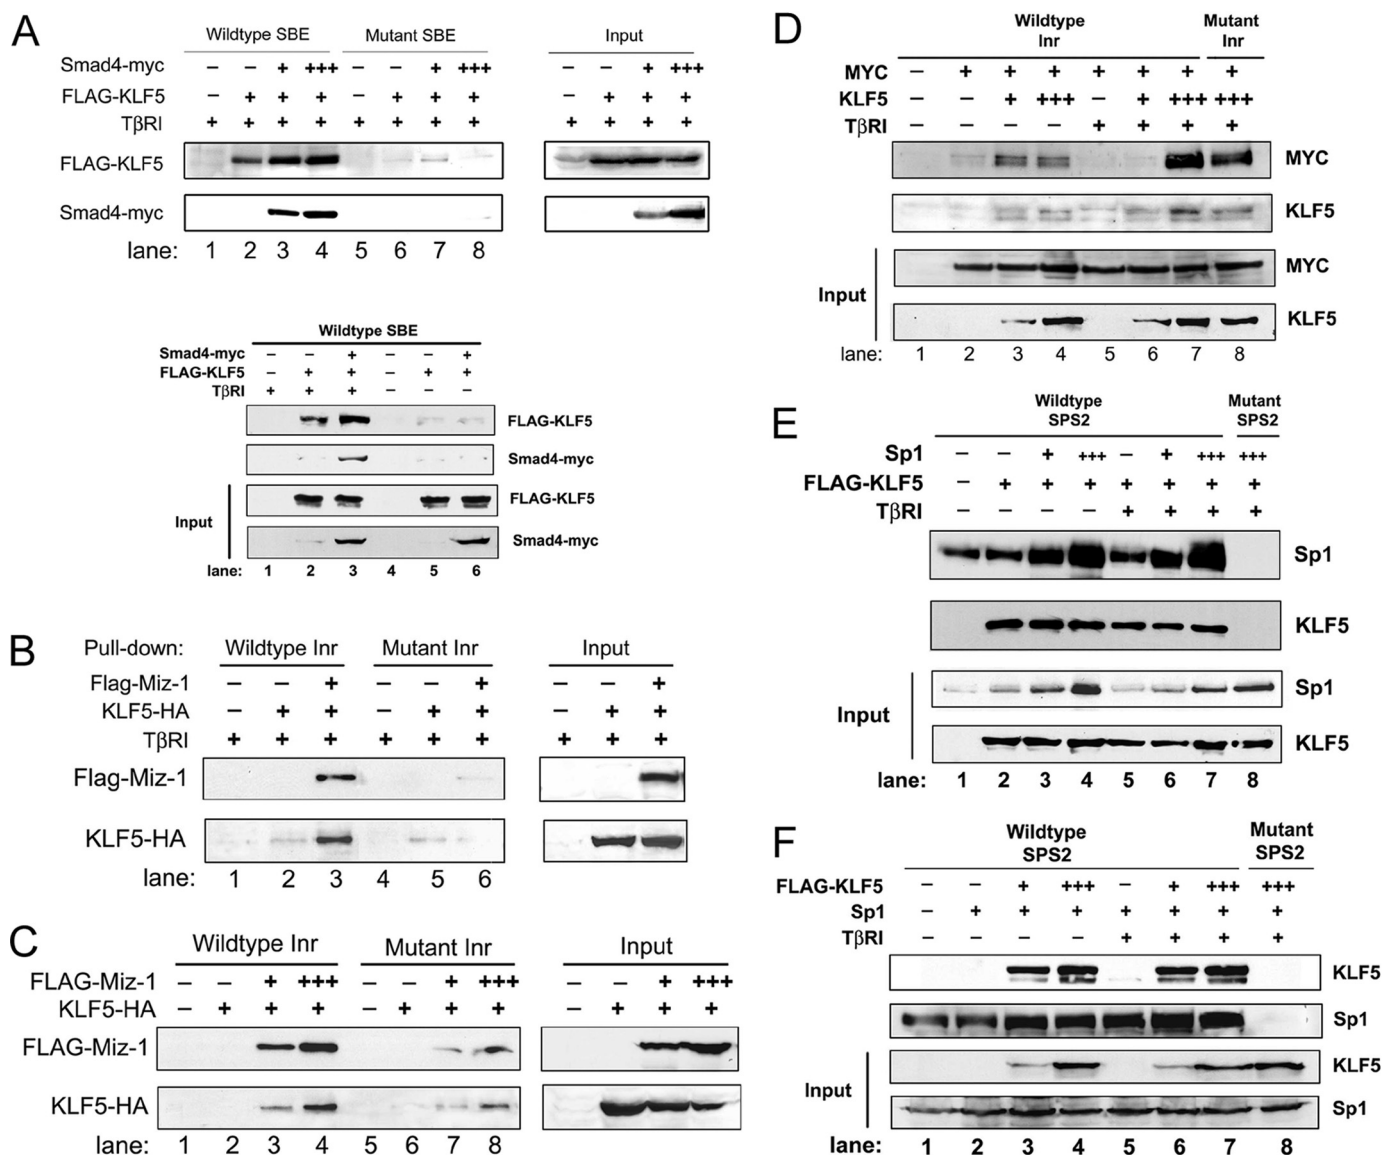 A
Wildtype SBE Mutant SBE Input
Smad4-myc – – + +++ – – + +++ – – + +++
FLAG-KLF5 – + + + – + + + – + + +
TβRI + + + + + + + + + + + +
FLAG-KLF5
Smad4-myc
lane: 1 2 3 4 5 6 7 8
Wildtype SBE
Smad4-myc – – + – – +
FLAG-KLF5 – + + – + +
TβRI + + + – – –
FLAG-KLF5
Smad4-myc
Input
FLAG-KLF5
Smad4-myc
lane: 1 2 3 4 5 6
B
Pull-down: Wildtype Inr Mutant Inr Input
Flag-Miz-1 – – + – – + – – +
KLF5-HA – + + – + + – + +
TβRI + + + + + + + + +
Flag-Miz-1
KLF5-HA
lane: 1 2 3 4 5 6
C
Wildtype Inr Mutant Inr Input
FLAG-Miz-1 – – + +++ – – + +++ – – + +++
KLF5-HA – + + + – + + + – + + +
FLAG-Miz-1
KLF5-HA
lane: 1 2 3 4 5 6 7 8
D
Wildtype Inr
Mutant Inr
MYC – + + + + + + +
KLF5 – – + +++ – + +++ +++
TβRI – – – – + + + +
MYC
KLF5
Input
MYC
KLF5
lane: 1 2 3 4 5 6 7 8
E
Wildtype SPS2
Mutant SPS2
Sp1 – – + +++ – + +++ +++
FLAG-KLF5 – + + + + + + +
TβRI – – – – + + + +
Sp1
KLF5
Input
Sp1
KLF5
lane: 1 2 3 4 5 6 7 8
F
Wildtype SPS2
Mutant SPS2
FLAG-KLF5 – – + +++ – + +++ +++
Sp1 – + + + + + + +
TβRI – – – – + + + +
KLF5
Sp1
Input
KLF5
Sp1
lane: 1 2 3 4 5 6 7 8